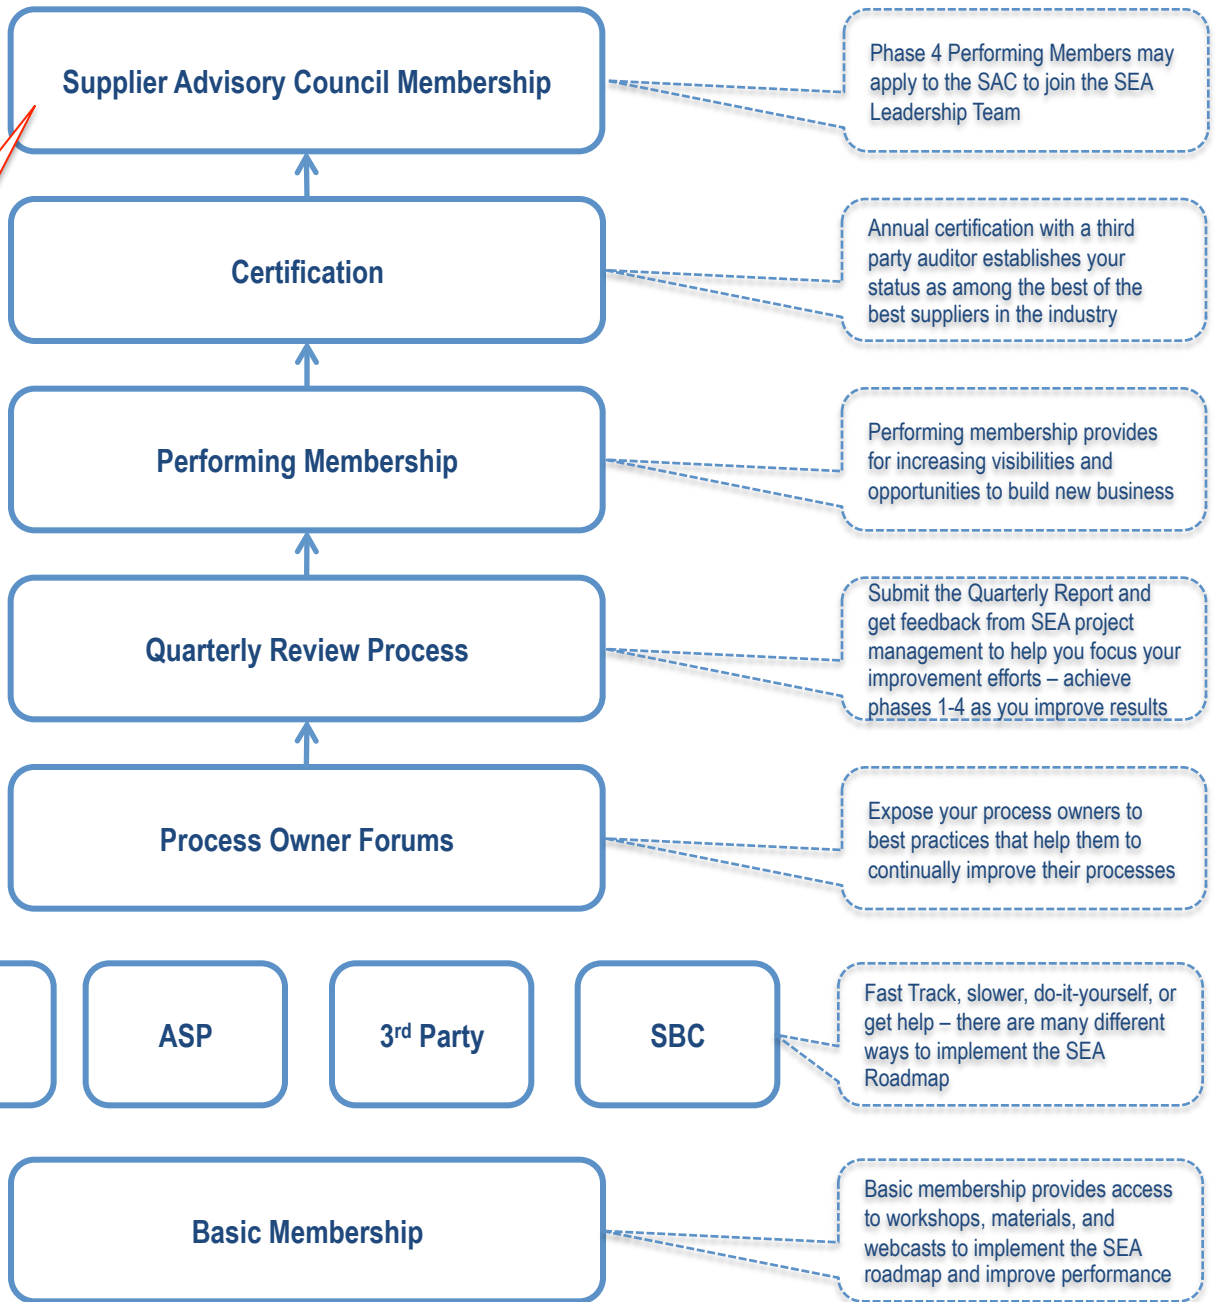 Supplier Advisory Council Membership
Phase 4 Performing Members may
apply to the SAC to join the SEA
Leadership Team
Certification
Annual certification with a third
party auditor establishes your
status as among the best of the
best suppliers in the industry
Performing Membership
Performing membership provides
for increasing visibilities and
opportunities to build new business
Quarterly Review Process
Submit the Quarterly Report and
get feedback from SEA project
management to help you focus your
improvement efforts – achieve
phases 1-4 as you improve results
Process Owner Forums
Expose your process owners to
best practices that help them to
continually improve their processes
ASP
3rd Party
SBC
Fast Track, slower, do-it-yourself, or
get help – there are many different
ways to implement the SEA
Roadmap
Basic Membership
Basic membership provides access
to workshops, materials, and
webcasts to implement the SEA
roadmap and improve performance